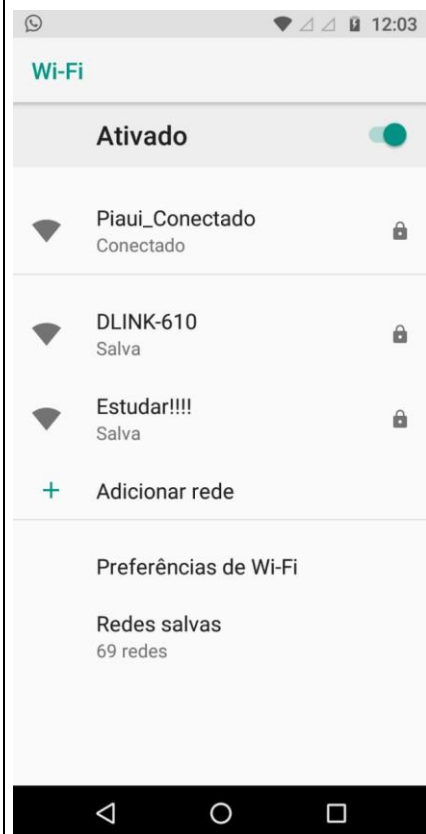 12:03
Wi-Fi
Ativado
Piaui_Conectado
Conectado
DLINK-610
Salva
Estudar!!!!
Salva
Adicionar rede
Preferências de Wi-Fi
Redes salvas
69 redes